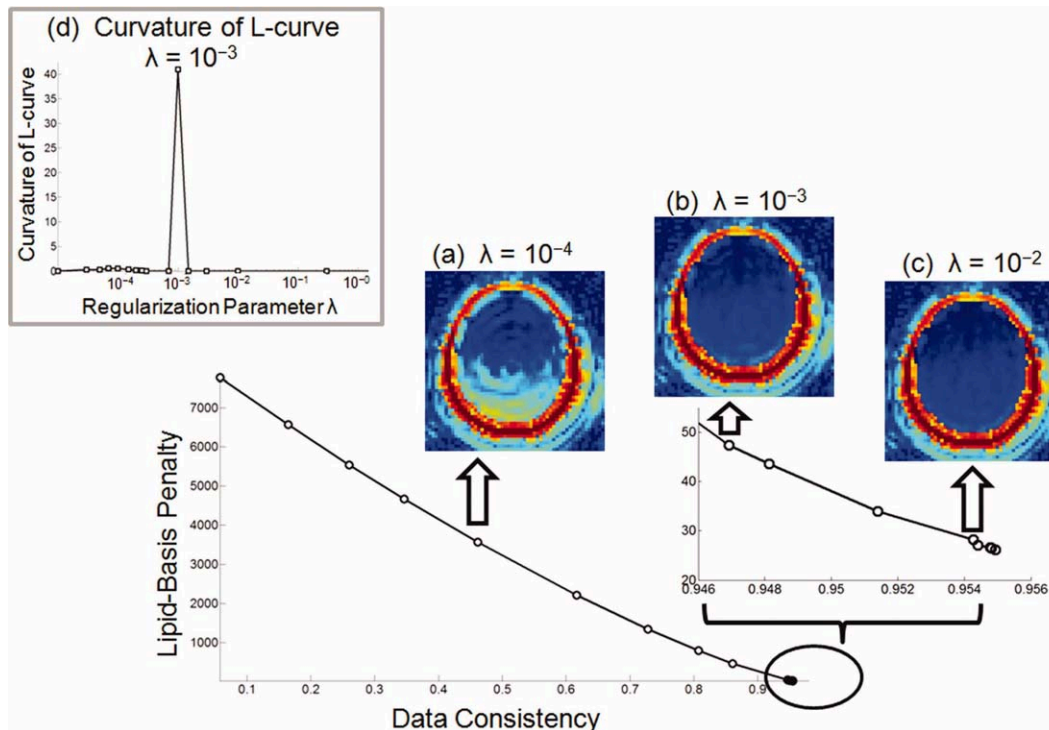 (d) Curvature of L-curve
λ = 10⁻³
Curvature of L-curve
40
35
30
25
20
15
10
5
0
10⁻⁴ 10⁻³ 10⁻² 10⁻¹ 10⁻⁰
Regularization Parameter λ
(a) λ = 10⁻⁴
(b) λ = 10⁻³
(c) λ = 10⁻²
Lipid-Basis Penalty
7000
6000
5000
4000
3000
2000
1000
0.1 0.2 0.3 0.4 0.5 0.6 0.7 0.8 0.9
Data Consistency
50
40
30
20
0.946 0.948 0.95 0.952 0.954 0.956